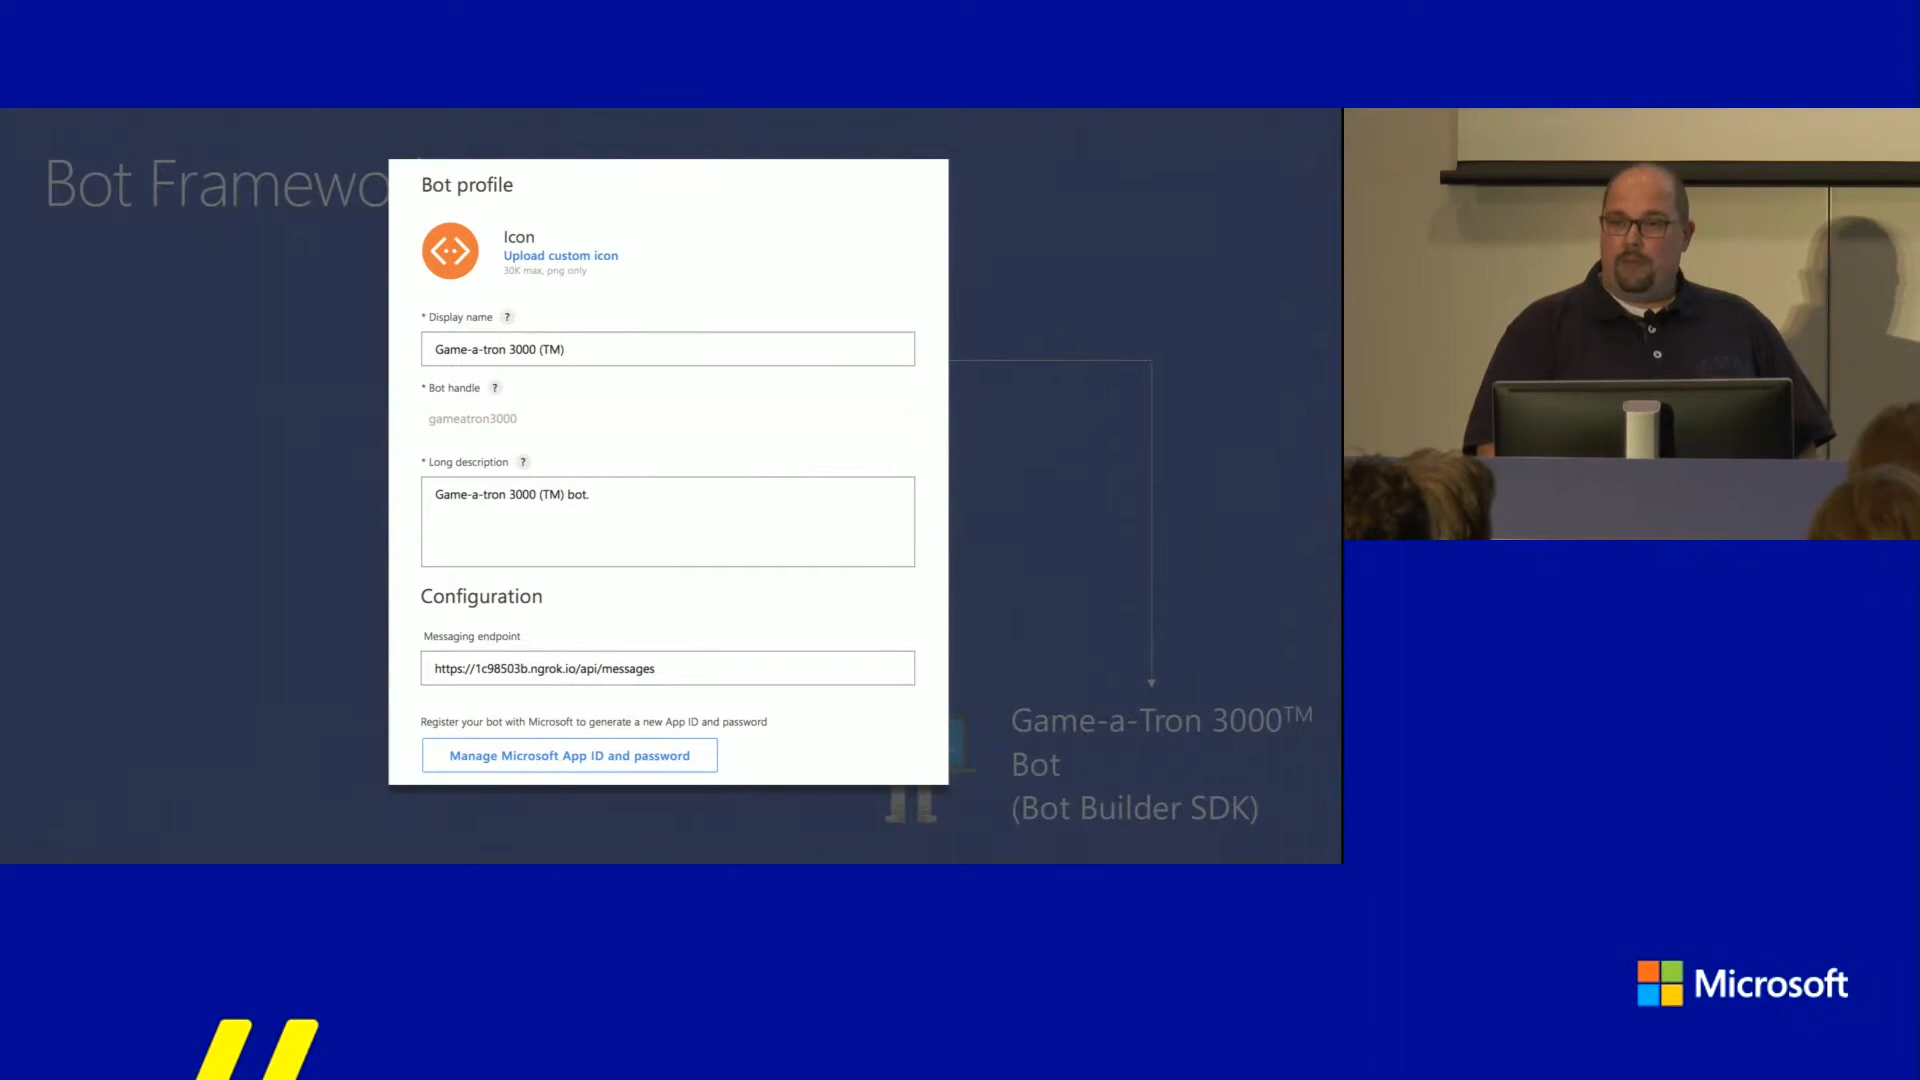 Bot Framewo
Bot profile
Icon
Upload custom icon
30K max, png only
* Display name ?
Game-a-tron 3000 (TM)
* Bot handle ?
gameatron3000
* Long description ?
Game-a-tron 3000 (TM) bot.
Configuration
Messaging endpoint
https://1c98503b.ngrok.io/api/messages
Register your bot with Microsoft to generate a new App ID and password
Manage Microsoft App ID and password
Game-a-Tron 3000™
Bot
(Bot Builder SDK)
Microsoft